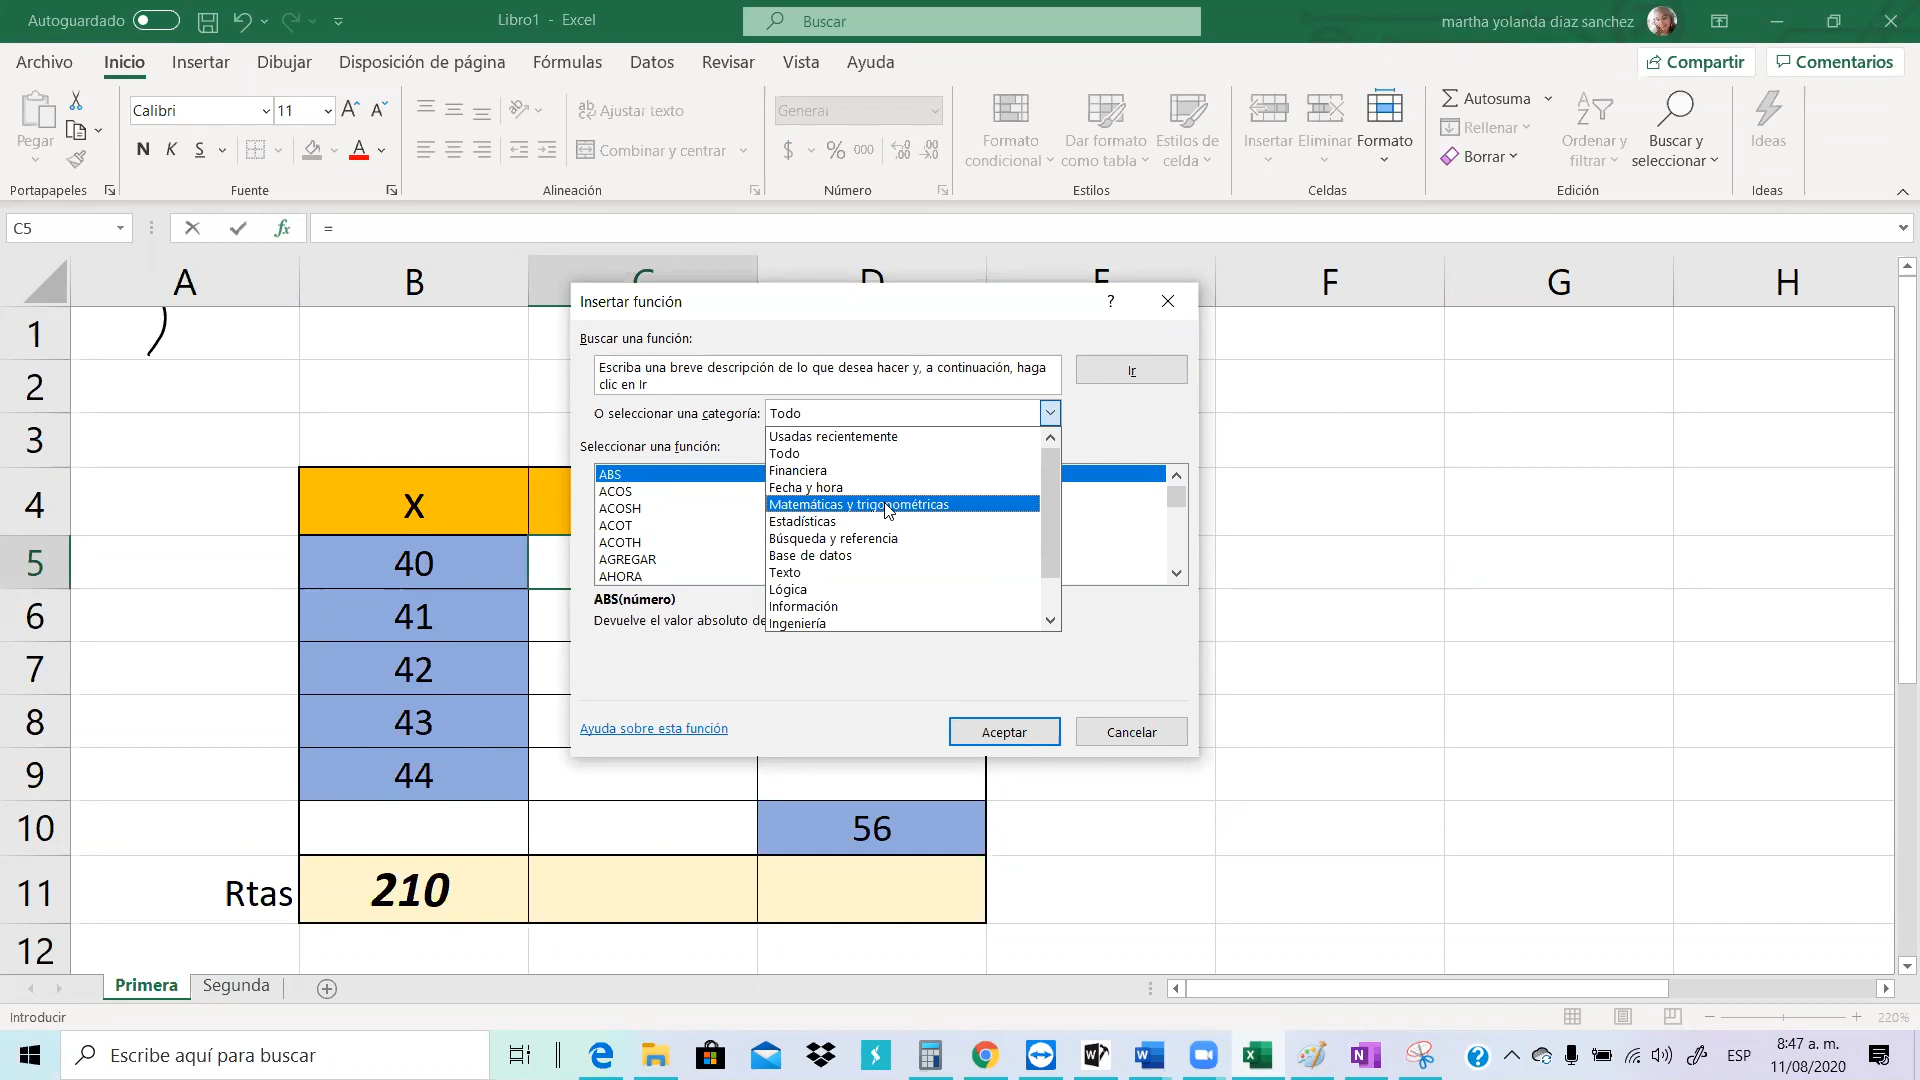 Autoguardado
Libro1 - Excel
Buscar
martha yolanda diaz sanchez
Archivo Inicio Insertar Dibujar Disposición de página Fórmulas Datos Revisar Vista Ayuda
Compartir Comentarios
Pegar
Calibri 11
N K S
Ajustar texto
Combinar y centrar
General
$ % 000
Formato condicional
Dar formato como tabla
Estilos de celda
Insertar Eliminar Formato
Autosuma
Rellenar
Borrar
Ordenar y filtrar
Buscar y seleccionar
Ideas
Portapapeles Fuente Alineación Número Estilos Celdas Edición Ideas
C5 fx =
A B C D E F G H
1
2
3
4 X
5 40
6 41
7 42
8 43
9 44
10 56
11 Rtas 210
12
Insertar función ?
Buscar una función:
Escriba una breve descripción de lo que desea hacer y, a continuación, haga
clic en Ir
Ir
O seleccionar una categoría: Todo
Usadas recientemente
Todo
Financiera
Fecha y hora
Matemáticas y trigonométricas
Estadísticas
Búsqueda y referencia
Base de datos
Texto
Lógica
Información
Ingeniería
Seleccionar una función:
ABS
ACOS
ACOSH
ACOT
ACOTH
AGREGAR
AHORA
ABS(número)
Devuelve el valor absoluto de
Ayuda sobre esta función
Aceptar Cancelar
Primera Segunda
Introducir
220%
Escribe aquí para buscar
ESP
8:47 a. m.
11/08/2020